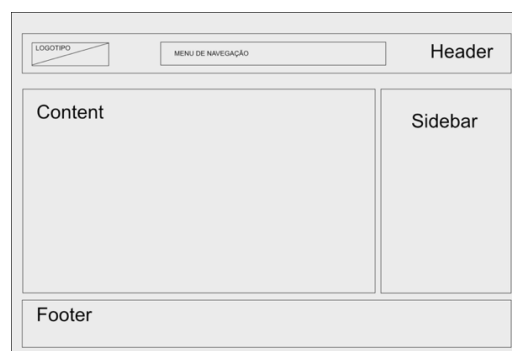 LOGOTIPO
MENU DE NAVEGAÇÃO
Header
Content
Sidebar
Footer